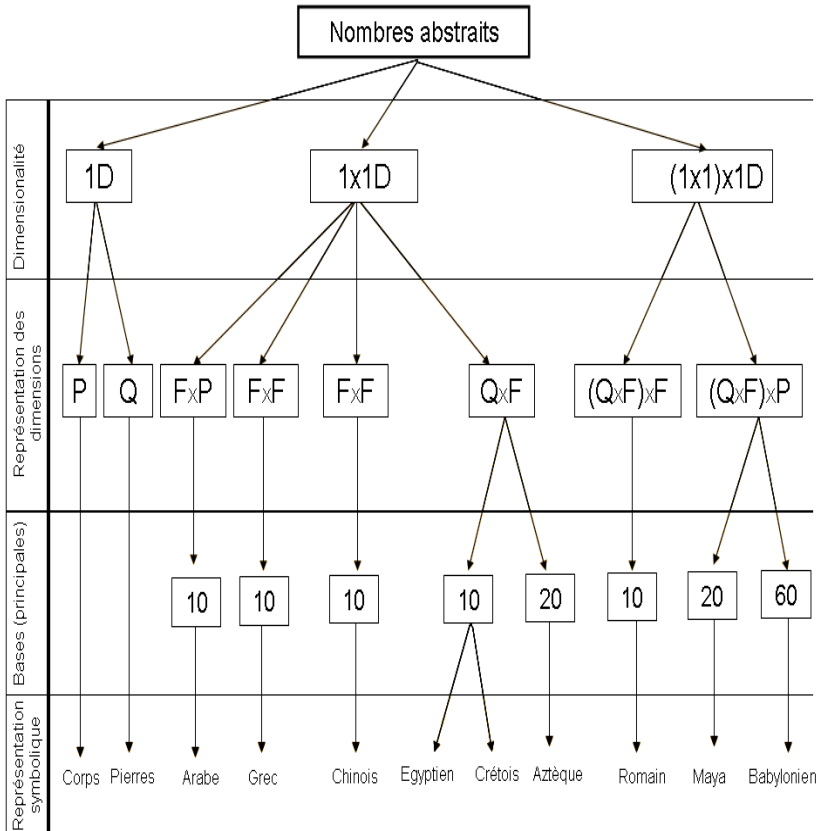 Nombres abstraits
Dimensionalité
1D
1x1D
(1x1)x1D
Représentation des
dimensions
P
Q
FxP
FxF
FxF
QxF
(QxF)xF
(QxF)xP
Bases (principales)
10
10
10
10
20
10
20
60
Représentation
symbolique
Corps
Pierres
Arabe
Grec
Chinois
Egyptien
Crétois
Aztèque
Romain
Maya
Babylonien